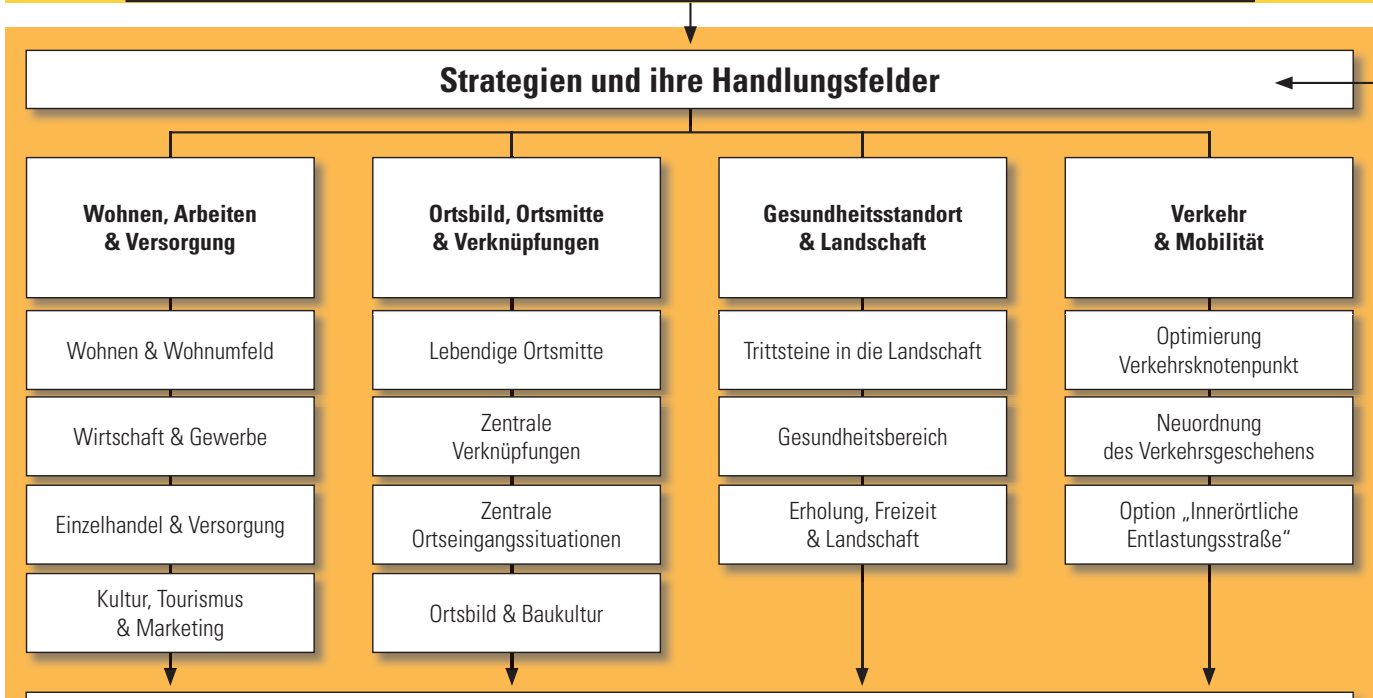 Strategien und ihre Handlungsfelder
Wohnen, Arbeiten
& Versorgung
Wohnen & Wohnumfeld
Wirtschaft & Gewerbe
Einzelhandel & Versorgung
Kultur, Tourismus
& Marketing
Ortsbild, Ortsmitte
& Verknüpfungen
Lebendige Ortsmitte
Zentrale
Verknüpfungen
Zentrale
Ortseingangssituationen
Ortsbild & Baukultur
Gesundheitsstandort
& Landschaft
Trittsteine in die Landschaft
Gesundheitsbereich
Erholung, Freizeit
& Landschaft
Verkehr
& Mobilität
Optimierung
Verkehrsknotenpunkt
Neuordnung
des Verkehrsgeschehens
Option „Innerörtliche
Entlastungsstraße“